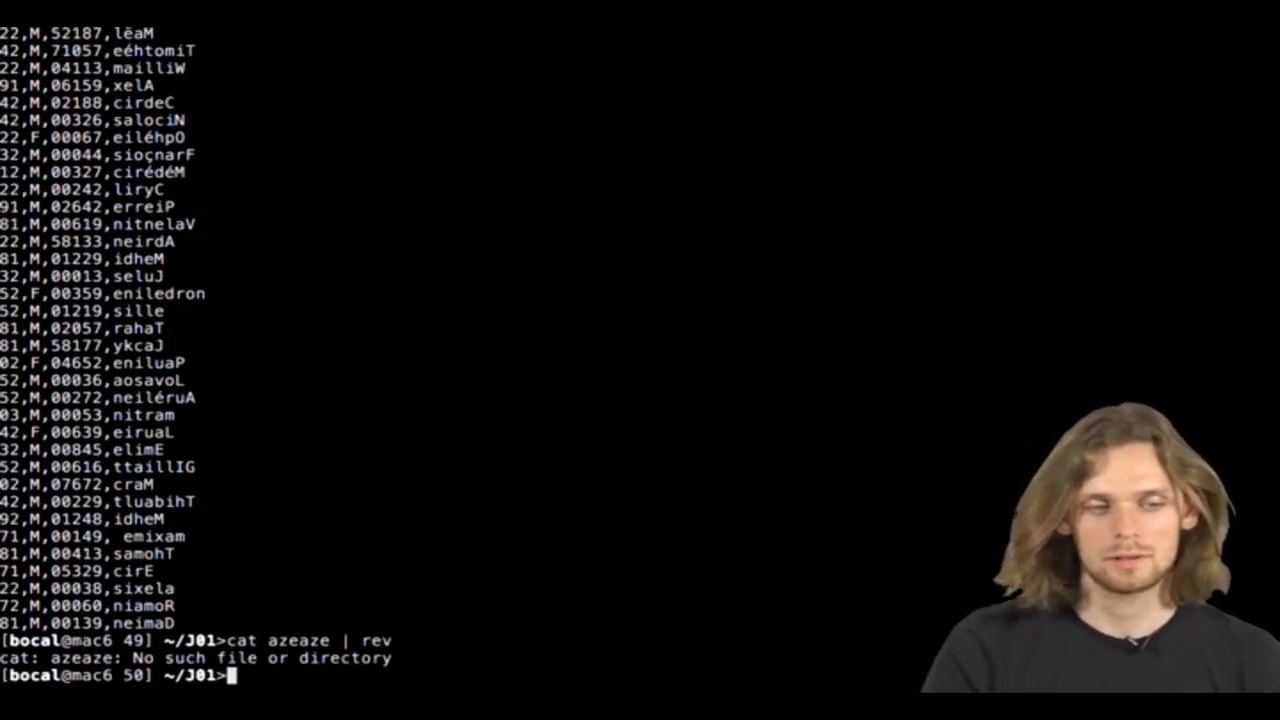 22,M,52187,lëaM
42,M,71057,eéhtomiT
22,M,04113,mailliW
91,M,06159,xelA
42,M,02188,cirdeC
42,M,00326,salociN
22,F,00067,eiléhpO
32,M,00044,sioçnarF
12,M,00327,cirédéM
22,M,00242,liryC
91,M,02642,erreiP
81,M,00619,nitnelaV
22,M,58133,neirdA
81,M,01229,idheM
32,M,00013,seluJ
52,F,00359,eniledron
52,M,01219,sille
81,M,02057,rahaT
81,M,58177,ykcaJ
02,F,04652,eniluaP
52,M,00036,aosavoL
52,M,00272,neiléruA
03,M,00053,nitram
42,F,00639,eiruaL
32,M,00845,elimE
52,M,00616,ttaillIG
02,M,07672,craM
42,M,00229,tluabihT
92,M,01248,idheM
71,M,00149, emixam
81,M,00413,samohT
71,M,05329,cirE
22,M,00038,sixela
72,M,00060,niamoR
81,M,00139,neimaD
[bocal@mac6 49] ~/J01>cat azeaze | rev
cat: azeaze: No such file or directory
[bocal@mac6 50] ~/J01>